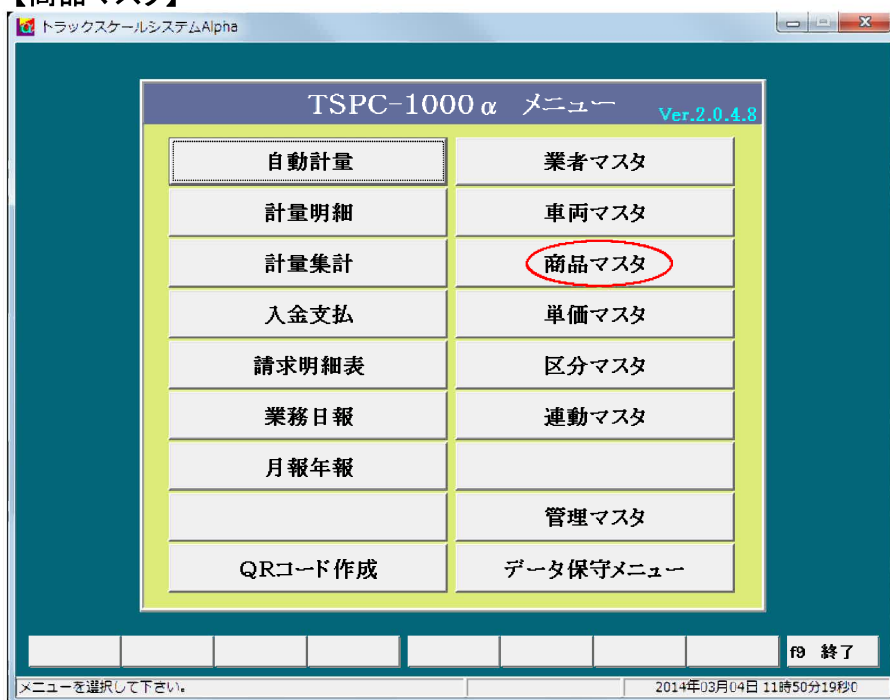 【商品マスタ】
トラックスケールシステムAlpha
TSPC-1000α メニュー Ver.2.0.4.8
自動計量 業者マスタ
計量明細 車両マスタ
計量集計 商品マスタ
入金支払 単価マスタ
請求明細表 区分マスタ
業務日報 連動マスタ
月報年報
管理マスタ
QRコード作成 データ保守メニュー
f9 終了
メニューを選択して下さい。 2014年03月04日 11時50分19秒